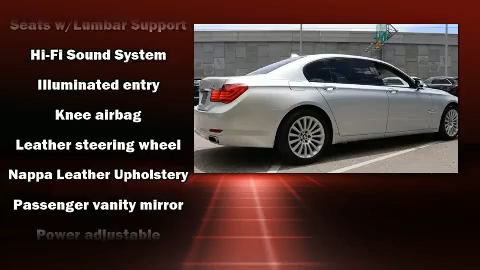 Seats w/Lumbar Support
Hi-Fi Sound System
Illuminated entry
Knee airbag
Leather steering wheel
Nappa Leather Upholstery
Passenger vanity mirror
Power adjustable